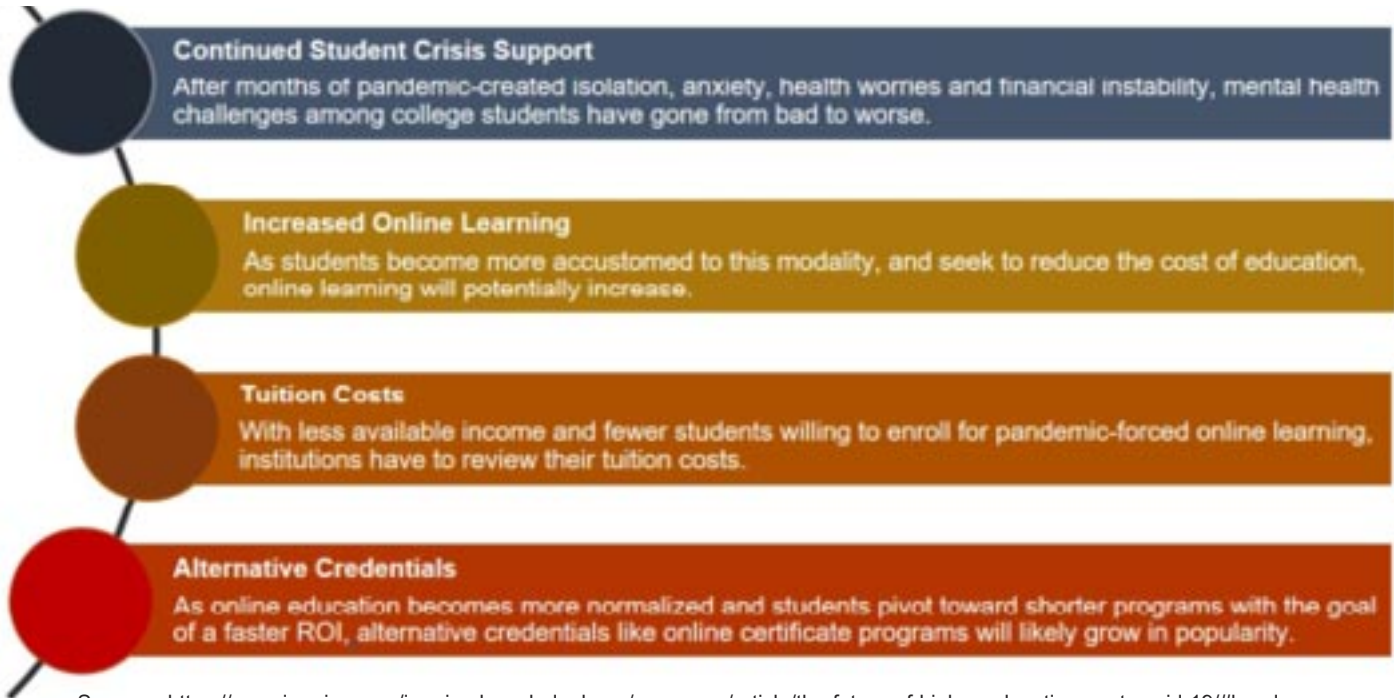 Continued Student Crisis Support
After months of pandemic-created isolation, anxiety, health worries and financial instability, mental health
challenges among college students have gone from bad to worse.
Increased Online Learning
As students become more accustomed to this modality, and seek to reduce the cost of education,
online learning will potentially increase.
Tuition Costs
With less available income and fewer students willing to enroll for pandemic-forced online learning,
institutions have to review their tuition costs.
Alternative Credentials
As online education becomes more normalized and students pivot toward shorter programs with the goal
of a faster ROI, alternative credentials like online certificate programs will likely grow in popularity.